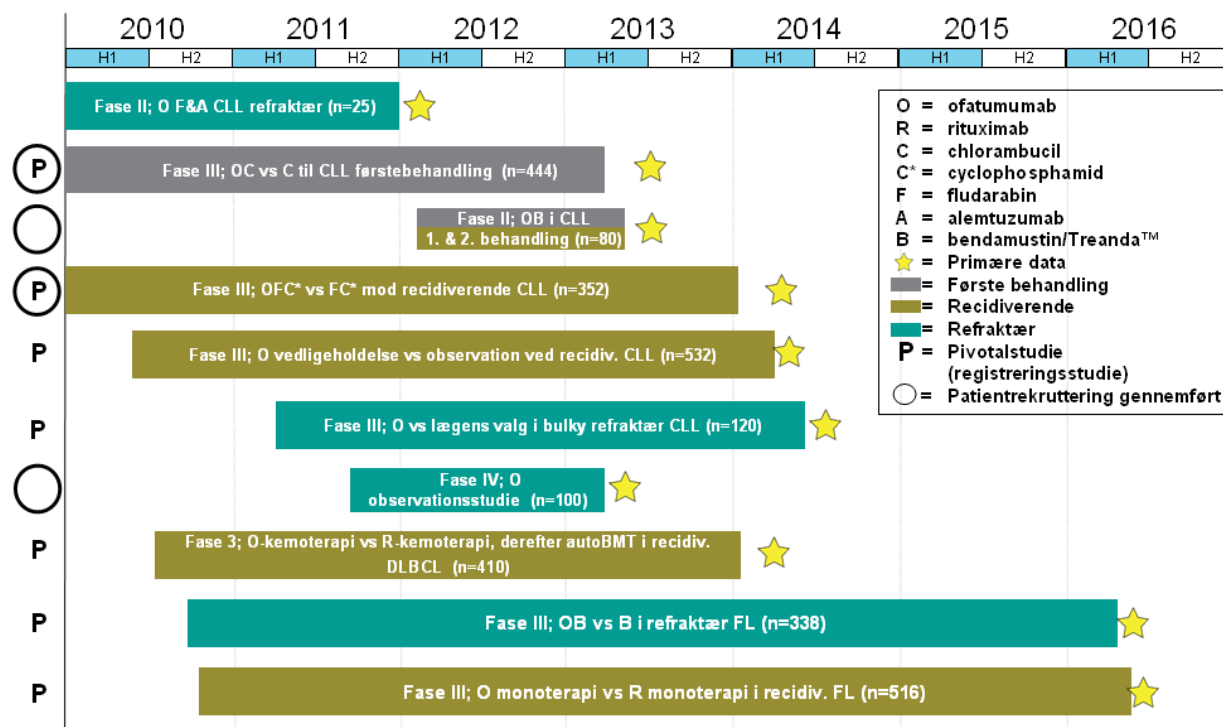 2010 2011 2012 2013 2014 2015 2016
H1 H2 H1 H2 H1 H2 H1 H2 H1 H2 H1 H2 H1 H2
Fase II; O F&A CLL refraktær (n=25)
P
Fase III; OC vs C til CLL førstebehandling (n=444)
Fase II; OB i CLL
1. & 2. behandling (n=80)
P
Fase III; OFC* vs FC* mod recidiverende CLL (n=352)
P
Fase III; O vedligeholdelse vs observation ved recidiv. CLL (n=532)
P
Fase III; O vs lægens valg i bulky refraktær CLL (n=120)
Fase IV; O
observationsstudie (n=100)
P
Fase 3; O-kemoterapi vs R-kemoterapi, derefter autoBMT i recidiv.
DLBCL (n=410)
P
Fase III; OB vs B i refraktær FL (n=338)
P
Fase III; O monoterapi vs R monoterapi i recidiv. FL (n=516)
O = ofatumumab
R = rituximab
C = chlorambucil
C* = cyclophosphamid
F = fludarabin
A = alemtuzumab
B = bendamustin/Treanda™
= Primære data
= Første behandling
= Recidiverende
= Refraktær
P = Pivotalstudie
(registreringsstudie)
= Patientrekruttering gennemført